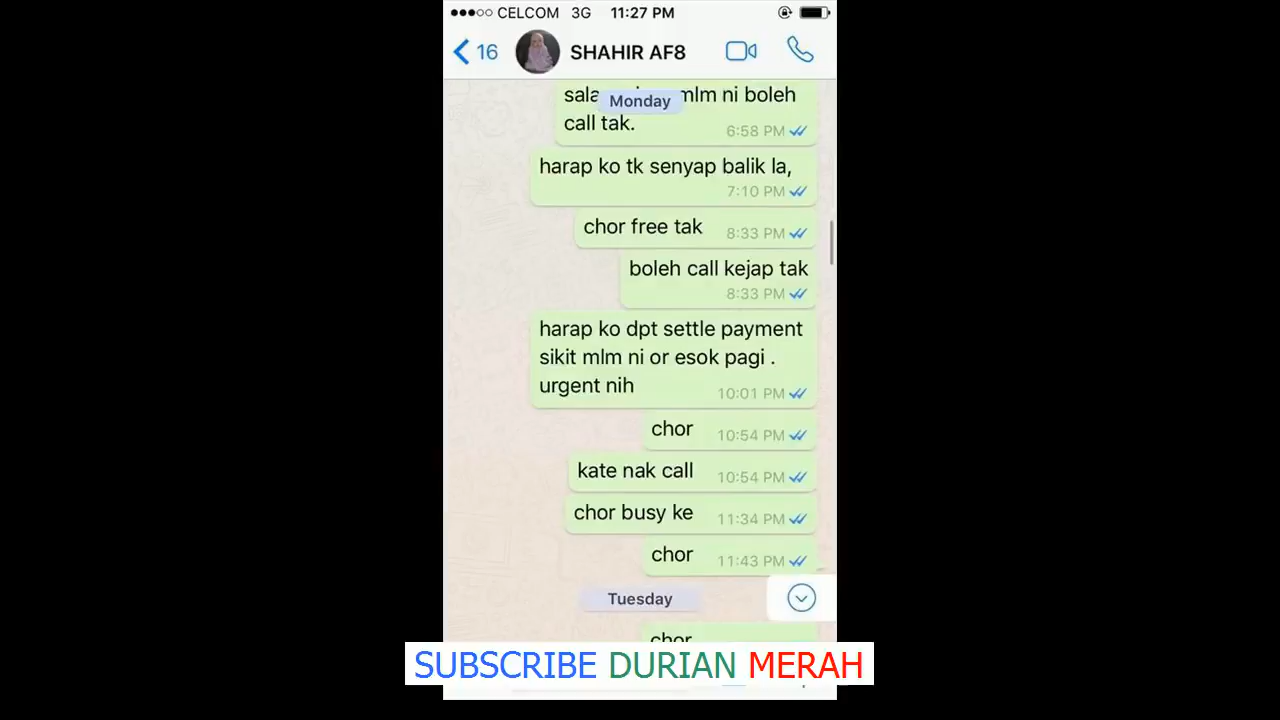 CELCOM 3G 11:27 PM
16 SHAHIR AF8
mlm ni boleh
Monday
call tak.
6:58 PM
harap ko tk senyap balik la,
7:10 PM
chor free tak 8:33 PM
boleh call kejap tak
8:33 PM
harap ko dpt settle payment
sikit mlm ni or esok pagi .
urgent nih
10:01 PM
chor 10:54 PM
kate nak call 10:54 PM
chor busy ke 11:34 PM
chor 11:43 PM
Tuesday
chor
SUBSCRIBE DURIAN MERAH